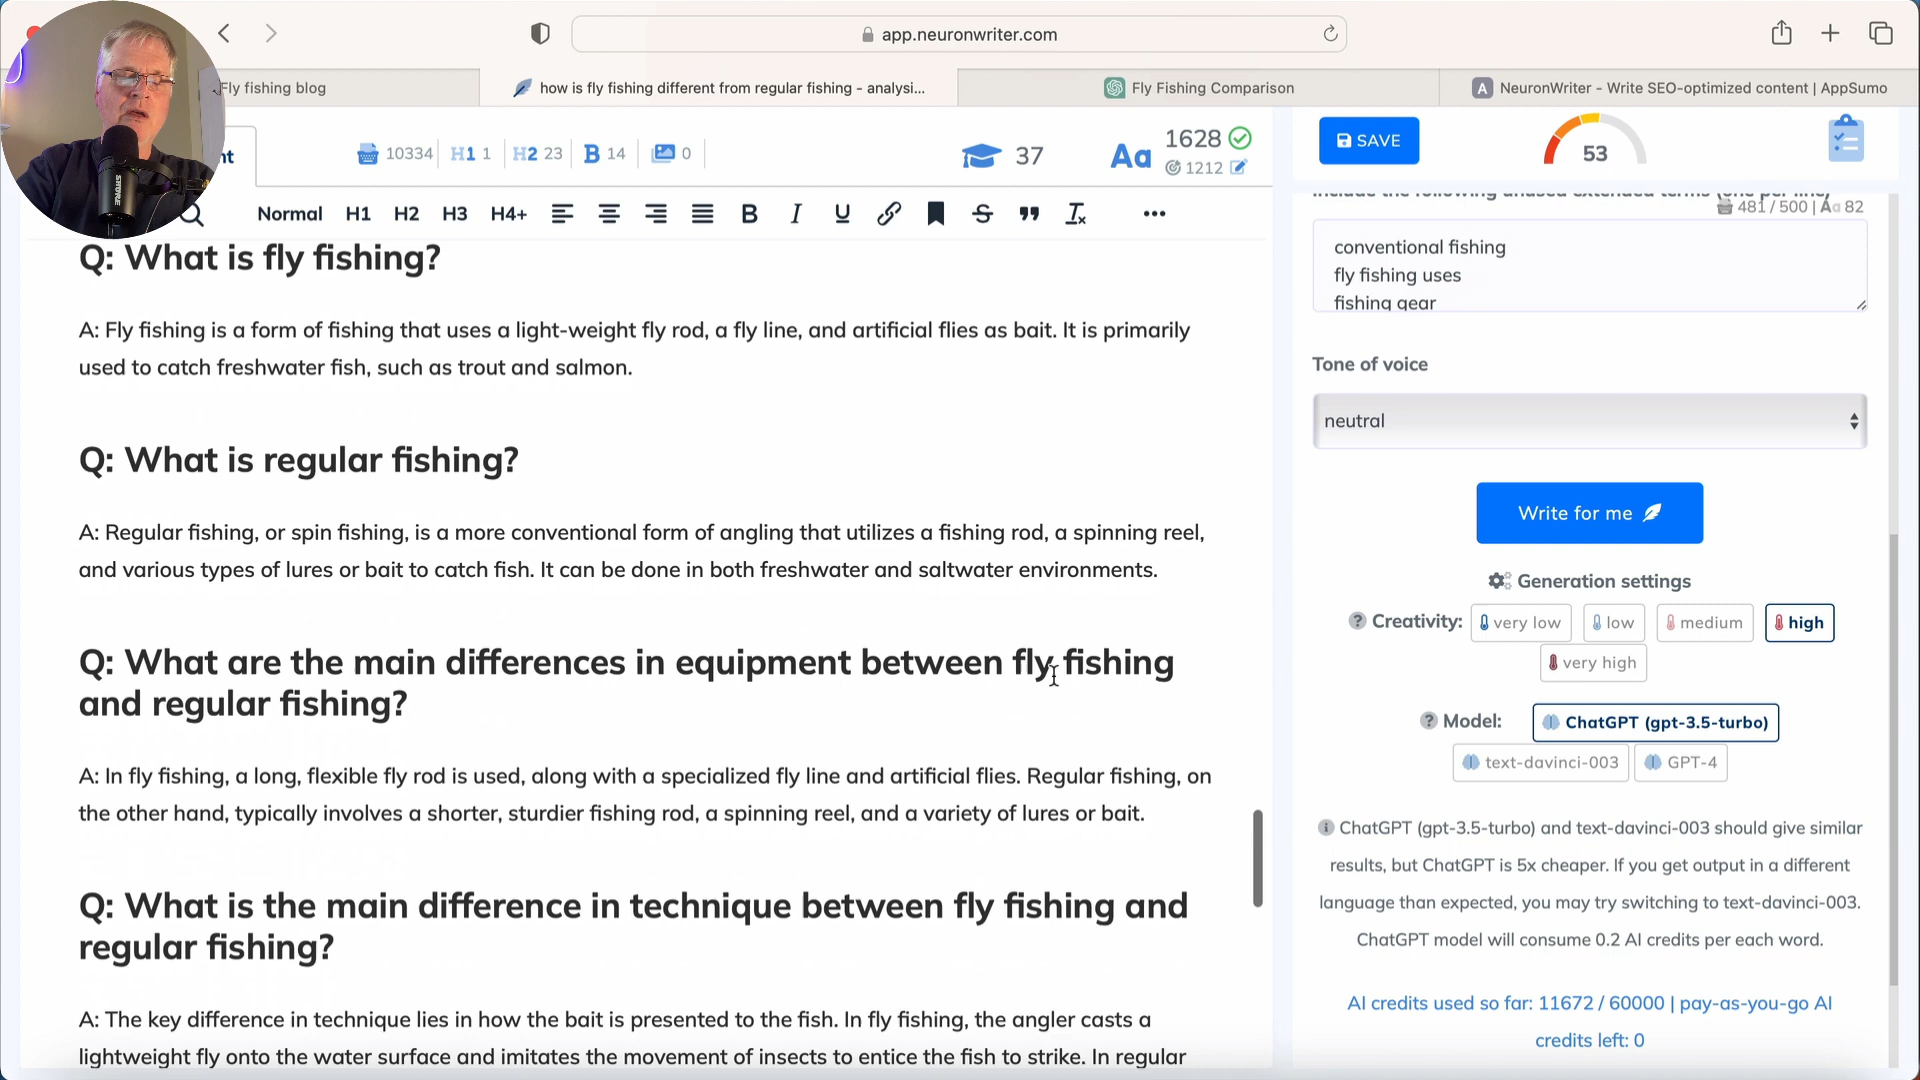 app.neuronwriter.com
Fly fishing blog
how is fly fishing different from regular fishing - analysi...
Fly Fishing Comparison
A NeuronWriter - Write SEO-optimized content | AppSumo
nt
10334
H1 1
H2 23
B 14
0
37
Aa
1628
1212
SAVE
53
Normal H1 H2 H3 H4+ B I U S Tx
Q: What is fly fishing?
A: Fly fishing is a form of fishing that uses a light-weight fly rod, a fly line, and artificial flies as bait. It is primarily
used to catch freshwater fish, such as trout and salmon.
Q: What is regular fishing?
A: Regular fishing, or spin fishing, is a more conventional form of angling that utilizes a fishing rod, a spinning reel,
and various types of lures or bait to catch fish. It can be done in both freshwater and saltwater environments.
Q: What are the main differences in equipment between fly fishing
and regular fishing?
A: In fly fishing, a long, flexible fly rod is used, along with a specialized fly line and artificial flies. Regular fishing, on
the other hand, typically involves a shorter, sturdier fishing rod, a spinning reel, and a variety of lures or bait.
Q: What is the main difference in technique between fly fishing and
regular fishing?
A: The key difference in technique lies in how the bait is presented to the fish. In fly fishing, the angler casts a
lightweight fly onto the water surface and imitates the movement of insects to entice the fish to strike. In regular
include the following unused extended terms (one per line)
481 / 500 | Aa 82
conventional fishing
fly fishing uses
fishing gear
Tone of voice
neutral
Write for me
Generation settings
? Creativity: very low low medium high
very high
? Model: ChatGPT (gpt-3.5-turbo)
text-davinci-003 GPT-4
ChatGPT (gpt-3.5-turbo) and text-davinci-003 should give similar
results, but ChatGPT is 5x cheaper. If you get output in a different
language than expected, you may try switching to text-davinci-003.
ChatGPT model will consume 0.2 AI credits per each word.
AI credits used so far: 11672 / 60000 | pay-as-you-go AI
credits left: 0
SHURE